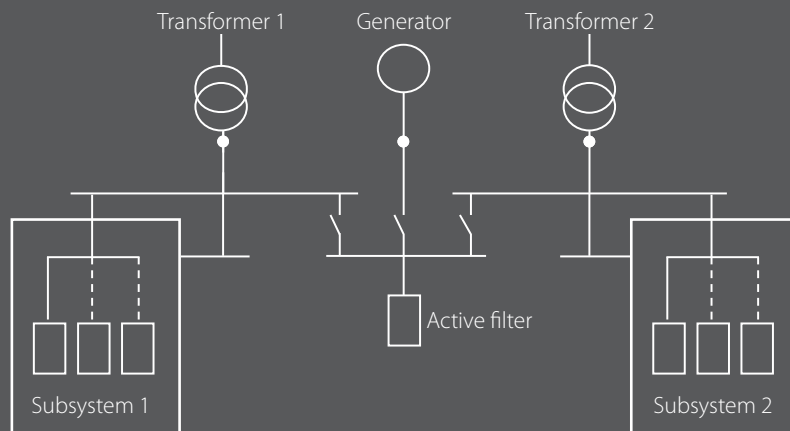 Transformer 1
Generator
Transformer 2
Active filter
Subsystem 1
Subsystem 2